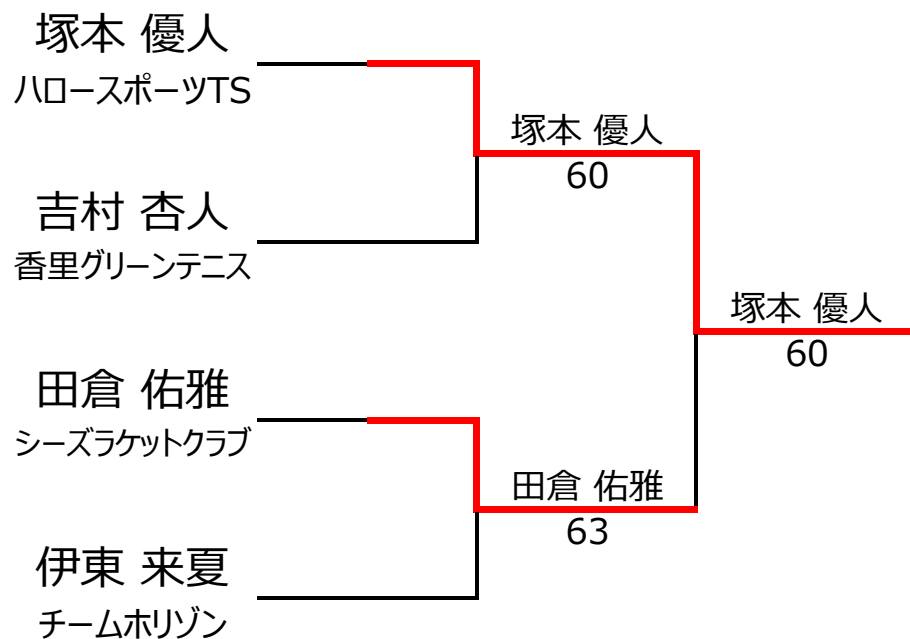 塚本 優人
ハロースポーツTS
吉村 杏人
香里グリーンテニス
田倉 佑雅
シーズラケットクラブ
伊東 来夏
チームホリゾン
塚本 優人
60
田倉 佑雅
63
塚本 優人
60